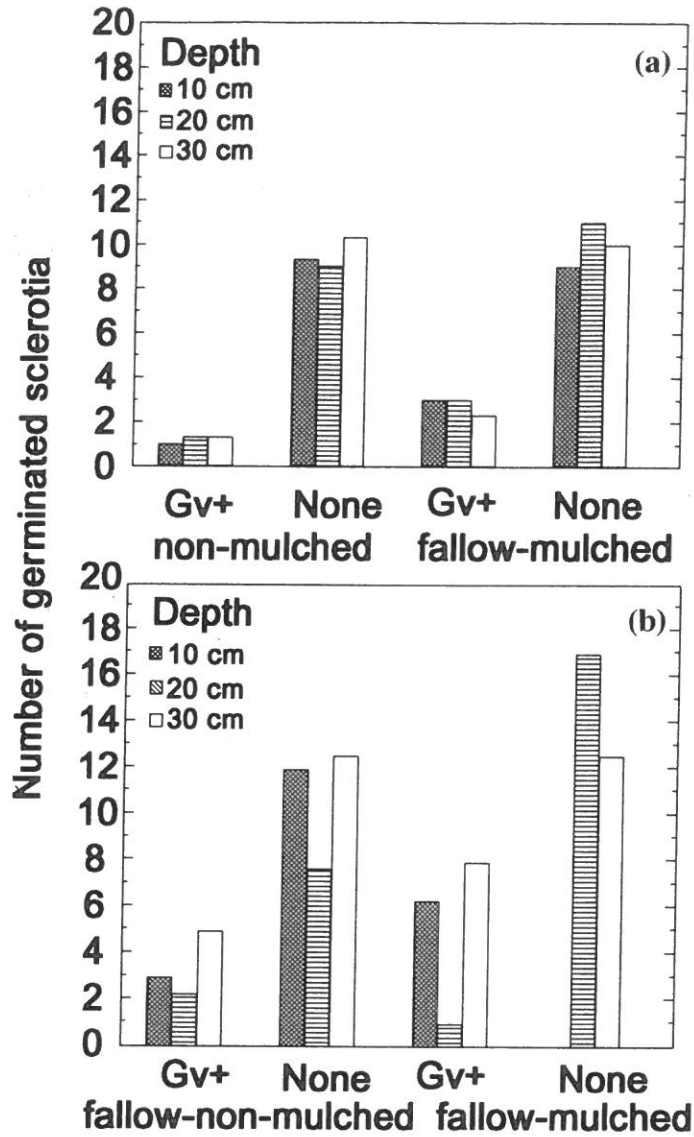 Number of germinated sclerotia
20
18
16
14
12
10
8
6
4
2
0
Depth
10 cm
20 cm
30 cm
(a)
Gv+ None Gv+ None
non-mulched fallow-mulched
20
18
16
14
12
10
8
6
4
2
0
Depth
10 cm
20 cm
30 cm
(b)
Gv+ None Gv+ None
fallow-non-mulched fallow-mulched